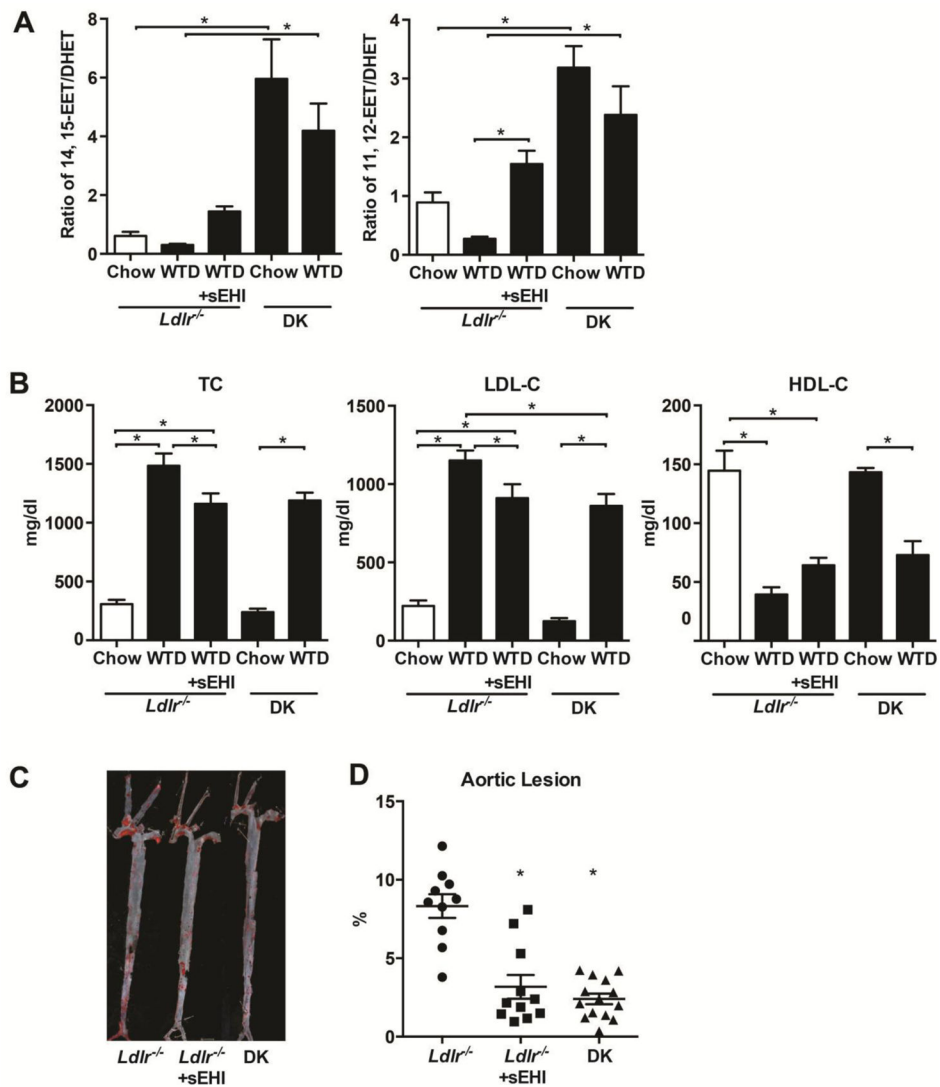 A
Ratio of 14, 15-EET/DHET
8
6
4
2
0
*
*
Chow WTD WTD Chow WTD
+sEHI
Ldlr-/-
DK
Ratio of 11, 12-EET/DHET
4
3
2
1
0
*
*
*
Chow WTD WTD Chow WTD
+sEHI
Ldlr-/-
DK
B
TC
mg/dl
2000
1500
1000
500
0
*
*
*
*
Chow WTD WTD Chow WTD
+sEHI
Ldlr-/-
DK
LDL-C
mg/dl
1500
1000
500
0
*
*
*
*
*
Chow WTD WTD Chow WTD
+sEHI
Ldlr-/-
DK
HDL-C
mg/dl
200
150
100
50
0
*
*
*
Chow WTD WTD Chow WTD
+sEHI
Ldlr-/-
DK
C
Ldlr-/- Ldlr-/- DK
+sEHI
D
Aortic Lesion
%
15
10
5
0
*
*
Ldlr-/- Ldlr-/- DK
+sEHI